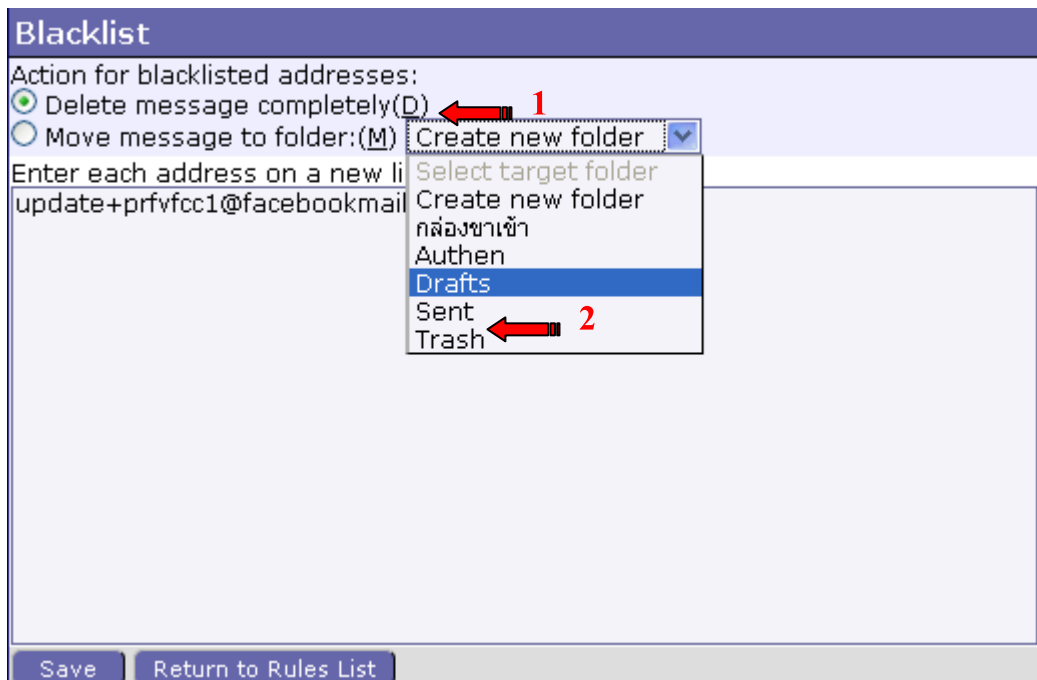 Blacklist
Action for blacklisted addresses:
Delete message completely(D) 1
Move message to folder:(M) Create new folder
Enter each address on a new li
Select target folder
update+prfvfcc1@facebookmail
Create new folder
กล่องขาเข้า
Authen
Drafts
Sent
2
Trash
Save Return to Rules List